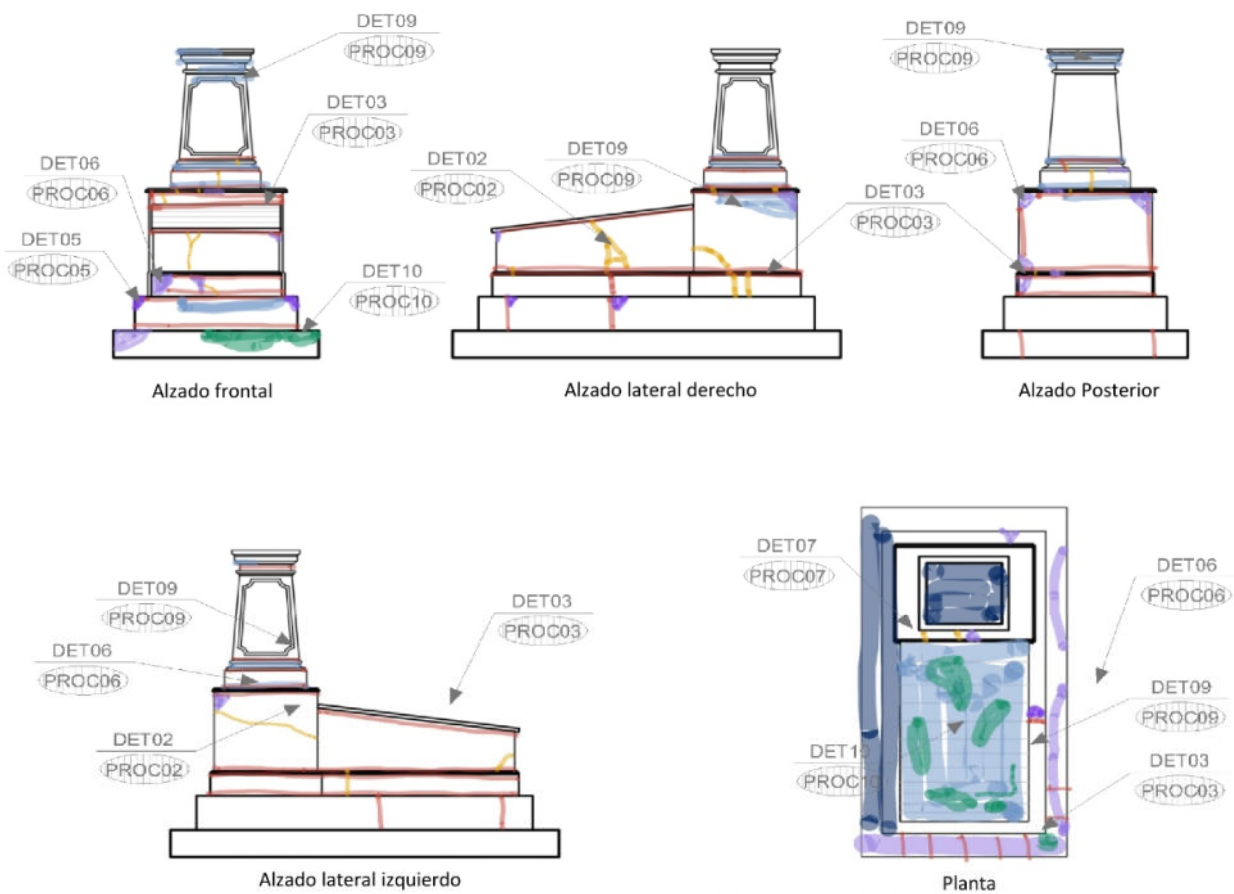 DET09
PROC09
DET03
PROC03
DET06
PROC06
DET05
PROC05
DET10
PROC10
Alzado frontal
DET02
PROC02
DET09
PROC09
DET03
PROC03
Alzado lateral derecho
DET09
PROC09
DET06
PROC06
Alzado Posterior
DET09
PROC09
DET06
PROC06
DET02
PROC02
DET03
PROC03
Alzado lateral izquierdo
DET07
PROC07
DET06
PROC06
DET09
PROC09
DET10
PROC10
DET03
PROC03
Planta